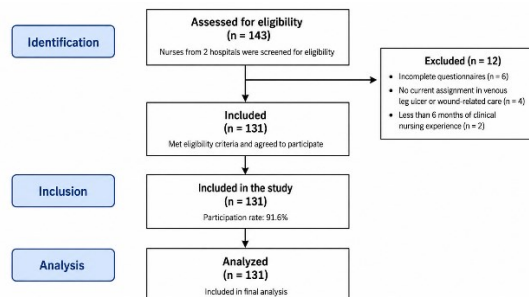 Identification
Assessed for eligibility
(n = 143)
Nurses from 2 hospitals were screened for eligibility
Excluded (n = 12)
• Incomplete questionnaires (n = 6)
• No current assignment in venous
leg ulcer or wound-related care (n = 4)
• Less than 6 months of clinical
nursing experience (n = 2)
Included
(n = 131)
Met eligibility criteria and agreed to participate
Inclusion
Included in the study
(n = 131)
Participation rate: 91.6%
Analysis
Analyzed
(n = 131)
Included in final analysis